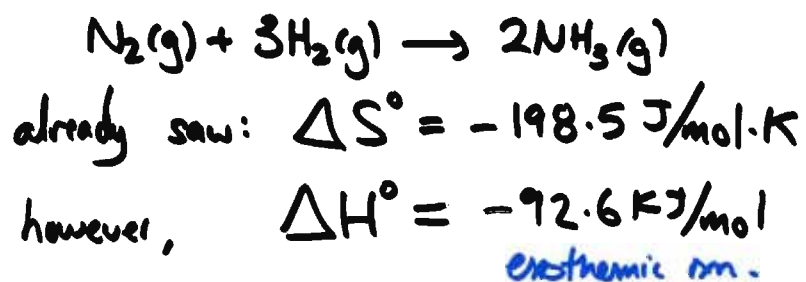 N₂(g) + 3H₂(g) ⟶ 2NH₃(g)
already saw: ΔS° = -198.5 J/mol·K
however, ΔH° = -92.6 KJ/mol
exothermic rxn.